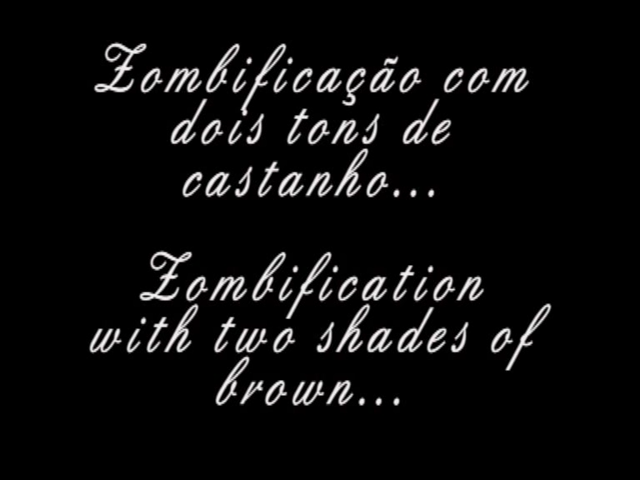 Zombificação com
dois tons de
castanho...
Zombification
with two shades of
brown...